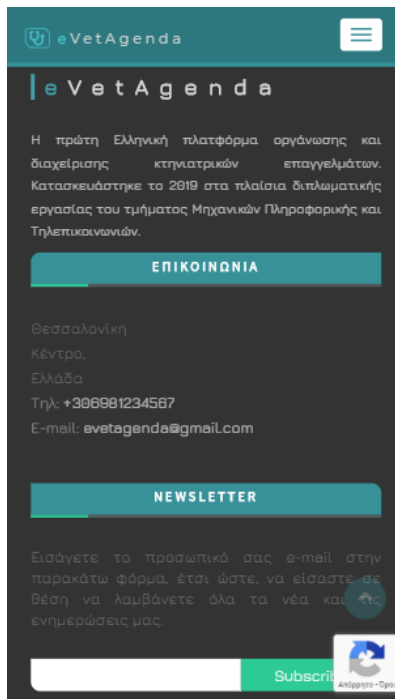 eVetAgenda
eVetAgenda
Η πρώτη Ελληνική πλατφόρμα οργάνωσης και
διαχείρισης κτηνιατρικών επαγγελμάτων.
Κατασκευάστηκε το 2019 στα πλαίσια διπλωματικής
εργασίας του τμήματος Μηχανικών Πληροφορικής και
Τηλεπικοινωνιών.
ΕΠΙΚΟΙΝΩΝΙΑ
Θεσσαλονίκη
Κέντρο,
Ελλάδα
Τηλ: +306981234567
E-mail: evetagenda@gmail.com
NEWSLETTER
Εισάγετε το προσωπικό σας e-mail στην
παρακάτω φόρμα, έτσι ώστε, να είσαστε σε
θέση να λαμβάνετε όλα τα νέα και τις
ενημερώσεις μας.
Subscrib
Απόρρητο - Όροι